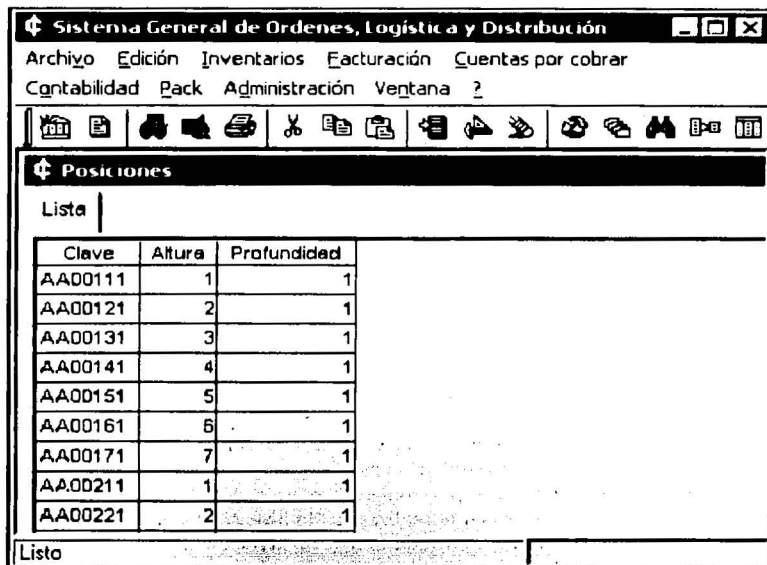 ¢ Sistema General de Ordenes, Logística y Distribución
Archivo Edición Inventarios Facturación Cuentas por cobrar
Contabilidad Pack Administración Ventana ?
¢ Posiciones
Lista
Clave Altura Profundidad
AA00111 1 1
AA00121 2 1
AA00131 3 1
AA00141 4 1
AA00151 5 1
AA00161 6 1
AA00171 7 1
AA00211 1 1
AA00221 2 1
Listo